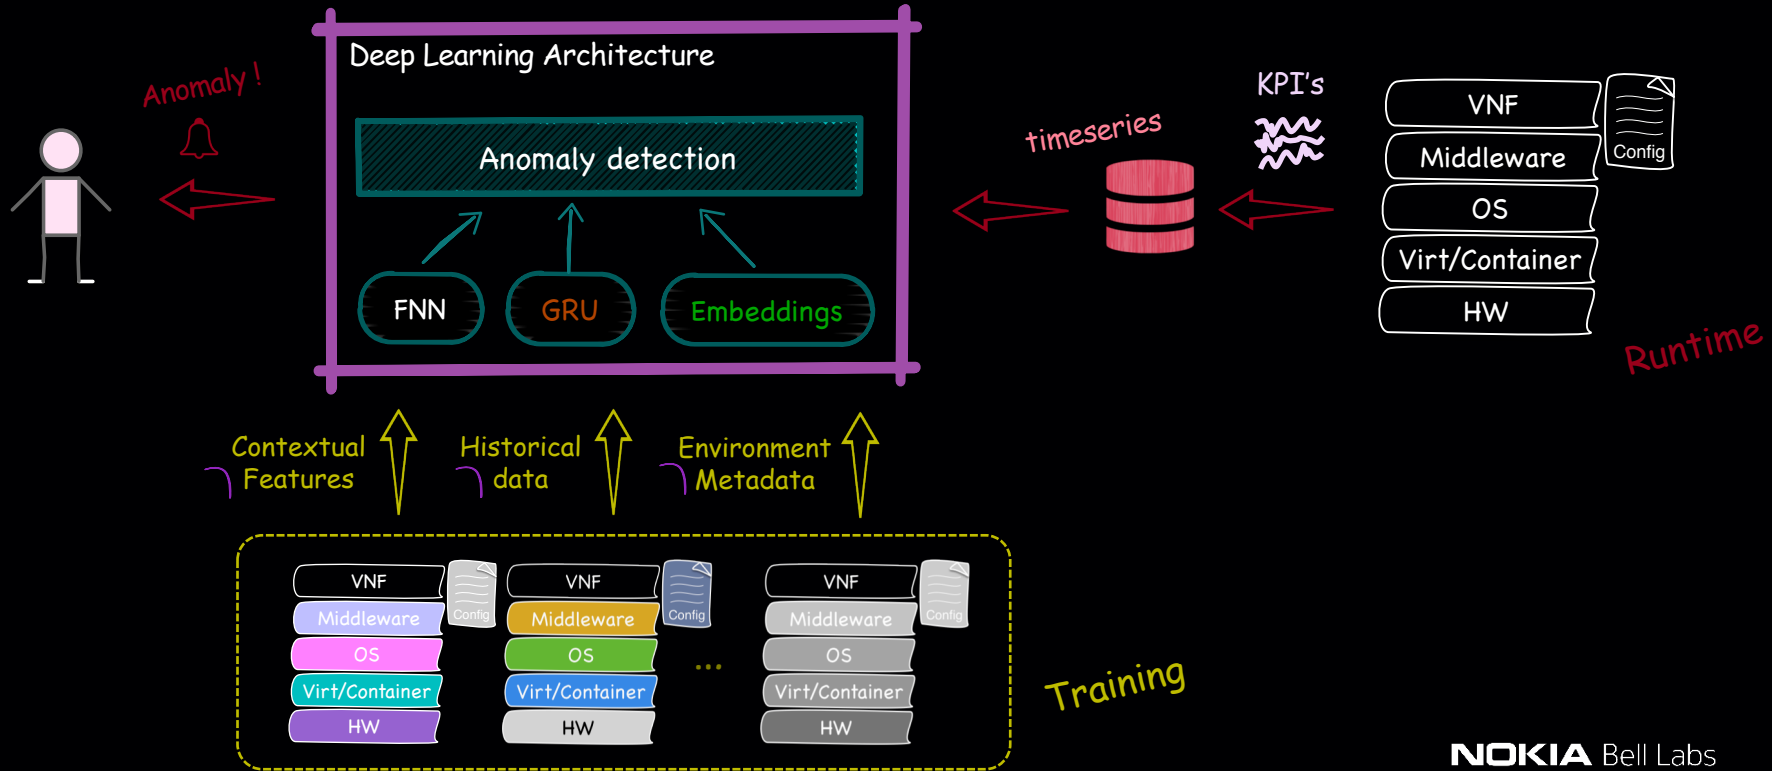 Deep Learning Architecture
Anomaly !
Anomaly detection
FNN
GRU
Embeddings
timeseries
KPI's
VNF
Middleware
OS
Virt/Container
HW
Config
Runtime
Contextual
Features
Historical
data
Environment
Metadata
VNF
Middleware
OS
Virt/Container
HW
Config
VNF
Middleware
OS
Virt/Container
HW
Config
...
VNF
Middleware
OS
Virt/Container
HW
Config
Training
NOKIA Bell Labs